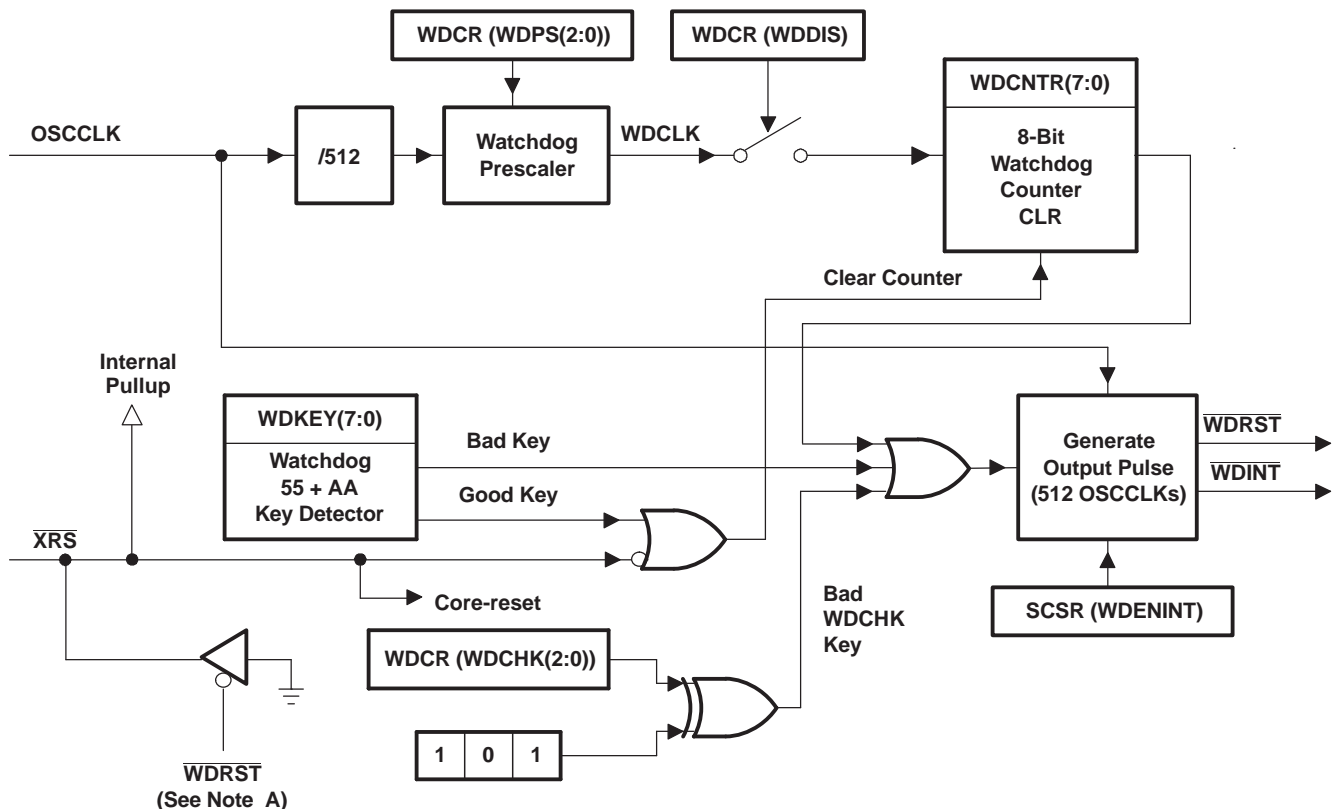 WDCR (WDPS(2:0))
WDCR (WDDIS)
WDCNTR(7:0)
OSCCLK
/512
Watchdog
Prescaler
WDCLK
8-Bit
Watchdog
Counter
CLR
Clear Counter
Internal
Pullup
WDKEY(7:0)
Watchdog
55 + AA
Key Detector
Bad Key
Good Key
Generate
Output Pulse
(512 OSCCLKs)
WDRST
WDINT
XRS
Core-reset
Bad
WDCHK
Key
SCSR (WDENINT)
WDCR (WDCHK(2:0))
1 0 1
WDRST
(See Note A)